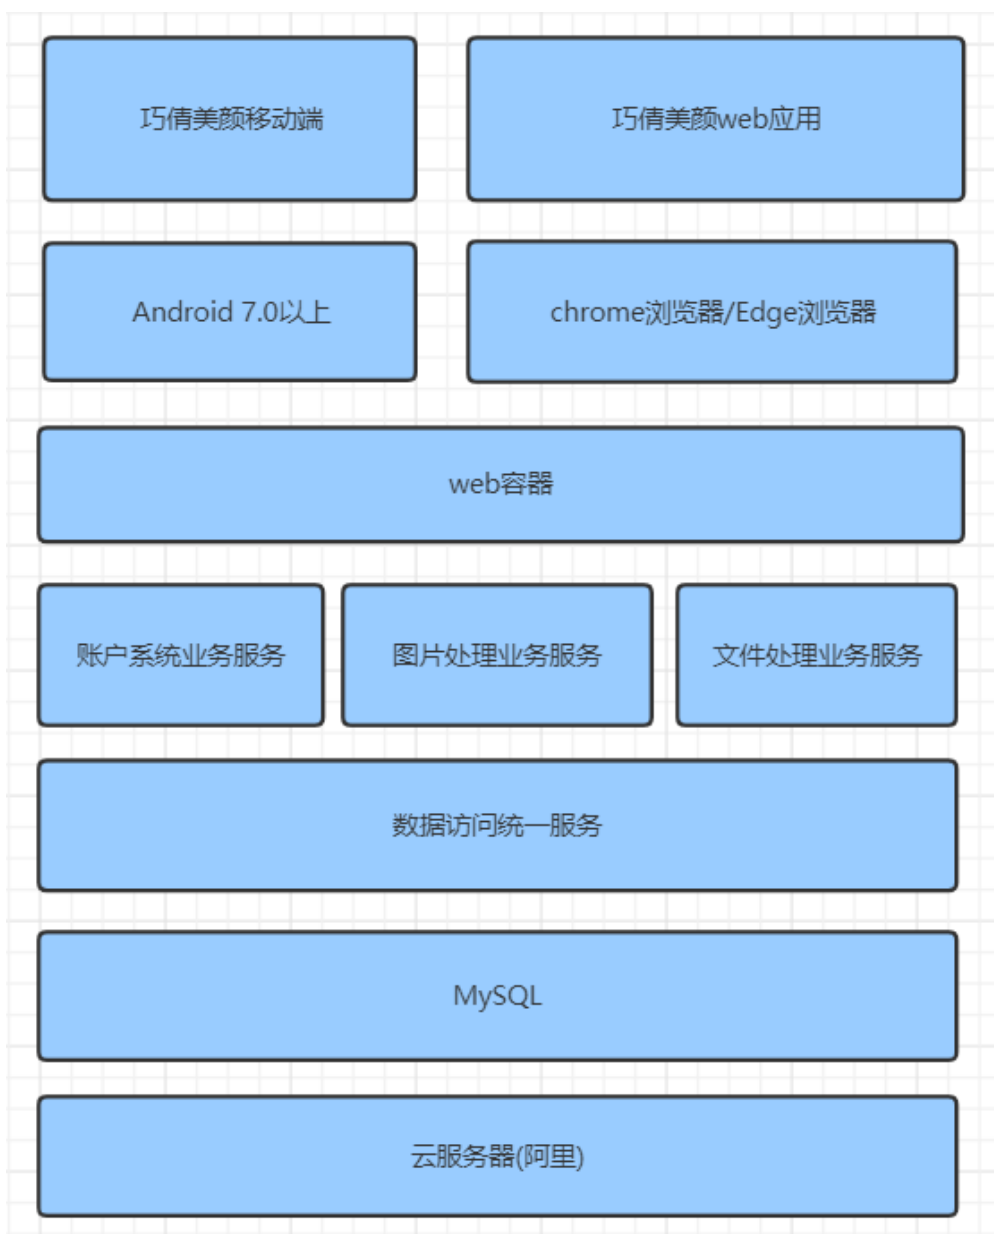 巧倩美颜移动端
巧倩美颜web应用
Android 7.0以上
chrome浏览器/Edge浏览器
web容器
账户系统业务服务
图片处理业务服务
文件处理业务服务
数据访问统一服务
MySQL
云服务器(阿里)